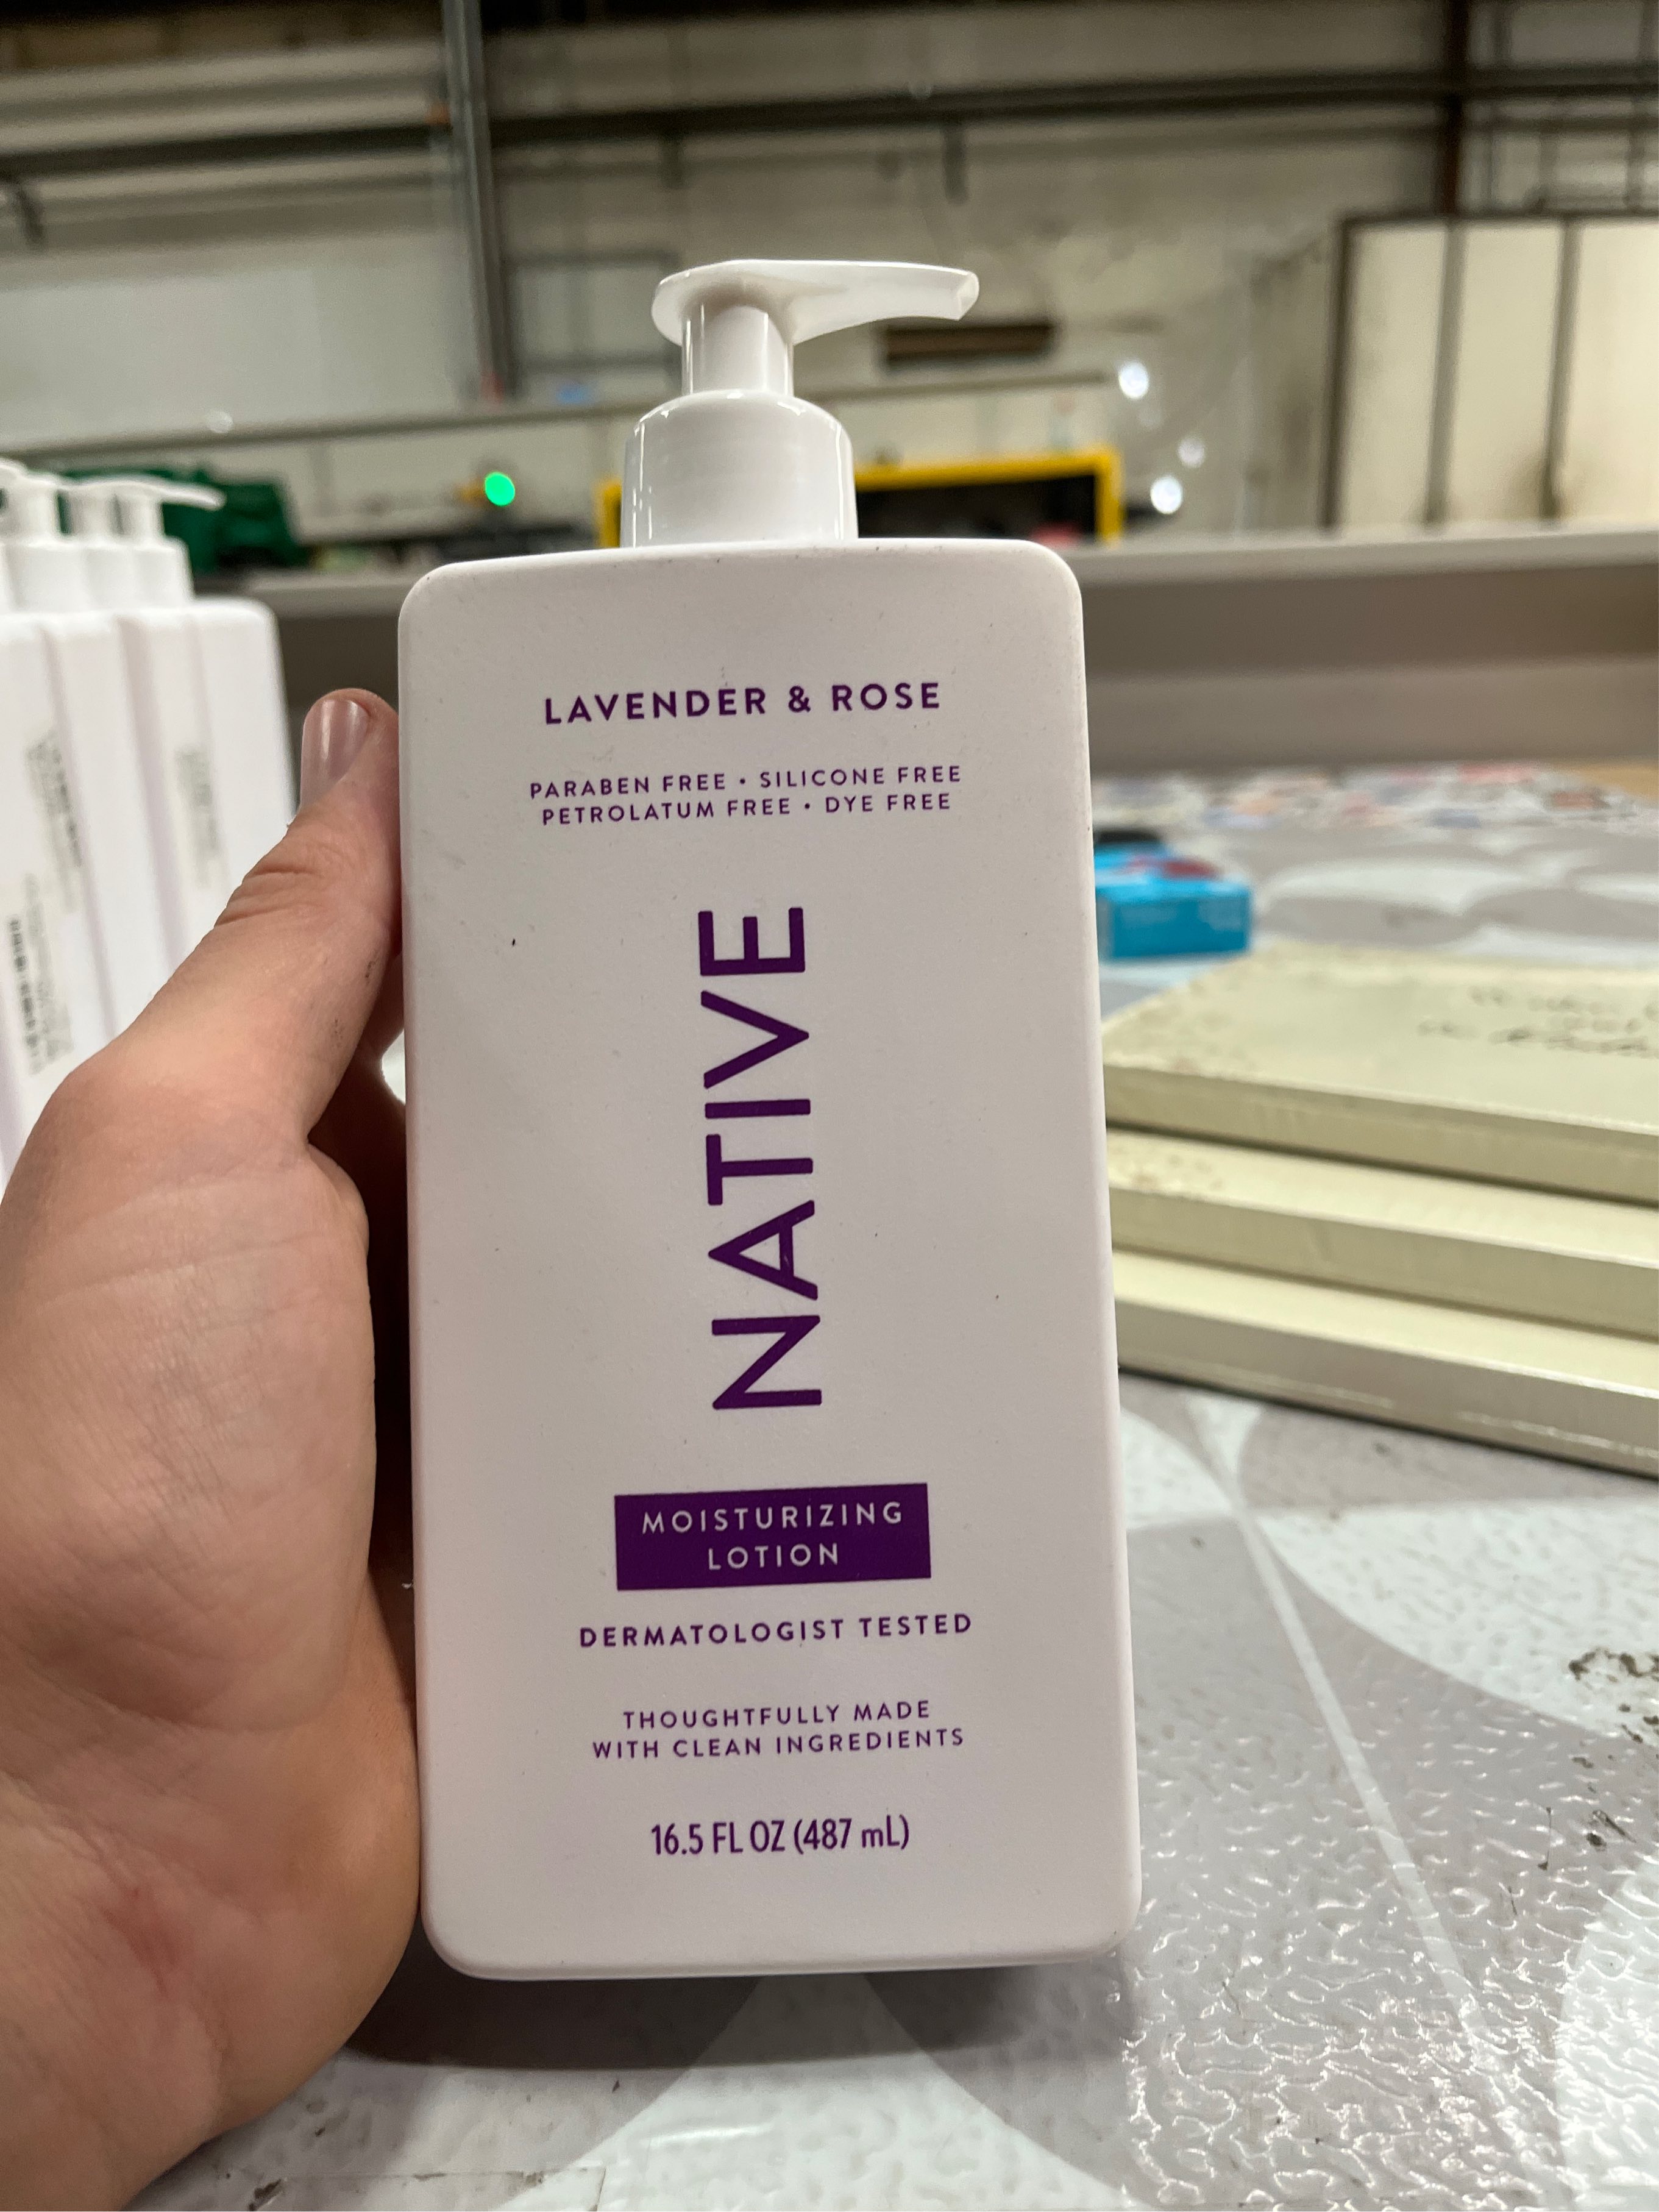 LAVENDER & ROSE
PARABEN FREE • SILICONE FREE
PETROLATUM FREE • DYE FREE
NATIVE
MOISTURIZING
LOTION
DERMATOLOGIST TESTED
THOUGHTFULLY MADE
WITH CLEAN INGREDIENTS
16.5 FL OZ (487 mL)